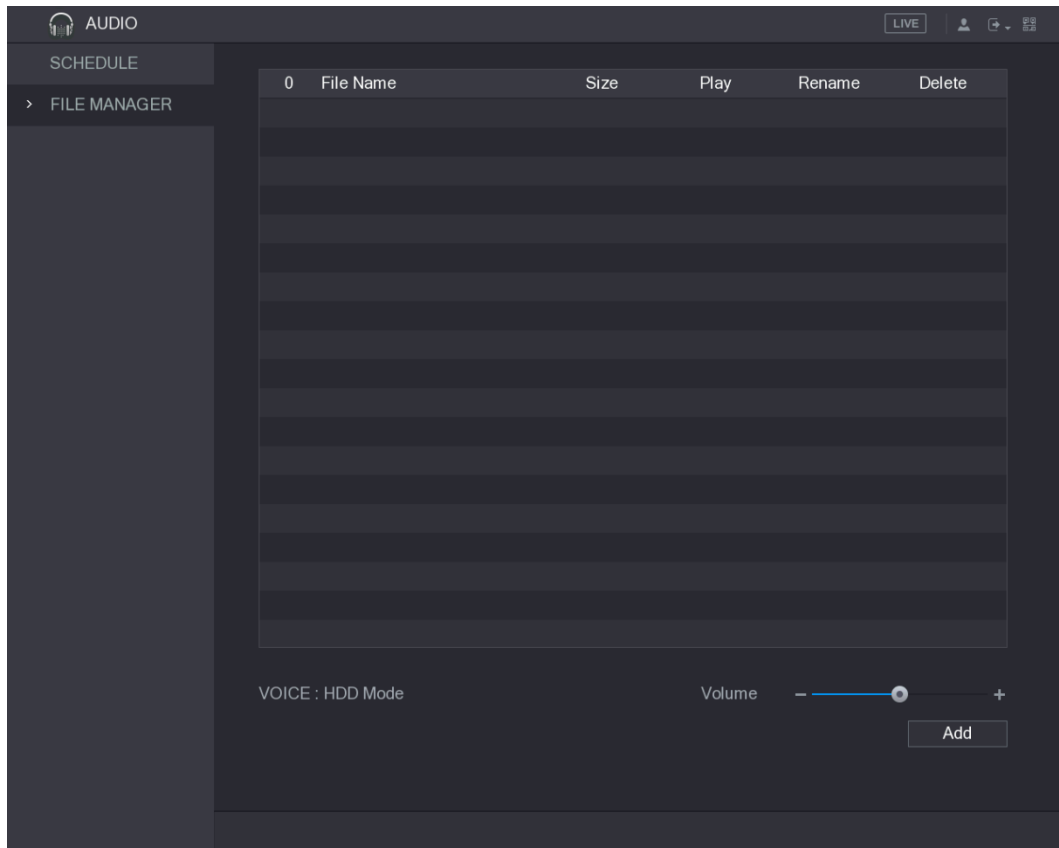 AUDIO
LIVE
SCHEDULE
FILE MANAGER
0 File Name Size Play Rename Delete
VOICE : HDD Mode
Volume
Add